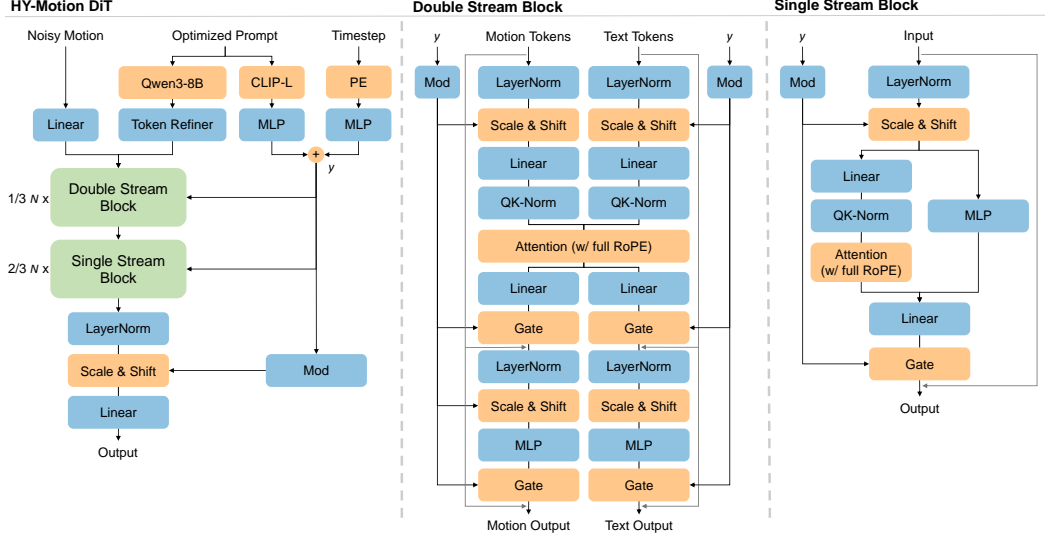 HY-Motion DiT
Noisy Motion
Optimized Prompt
Timestep
Qwen3-8B
CLIP-L
PE
Linear
Token Refiner
MLP
MLP
+
y
1/3 N x
Double Stream
Block
2/3 N x
Single Stream
Block
LayerNorm
Scale & Shift
Mod
Linear
Output
Double Stream Block
y
Motion Tokens
Text Tokens
y
Mod
LayerNorm
LayerNorm
Mod
Scale & Shift
Scale & Shift
Linear
Linear
QK-Norm
QK-Norm
Attention (w/ full RoPE)
Linear
Linear
Gate
Gate
LayerNorm
LayerNorm
Scale & Shift
Scale & Shift
MLP
MLP
Gate
Gate
Motion Output
Text Output
Single Stream Block
y
Input
Mod
LayerNorm
Scale & Shift
Linear
QK-Norm
MLP
Attention
(w/ full RoPE)
Linear
Gate
Output